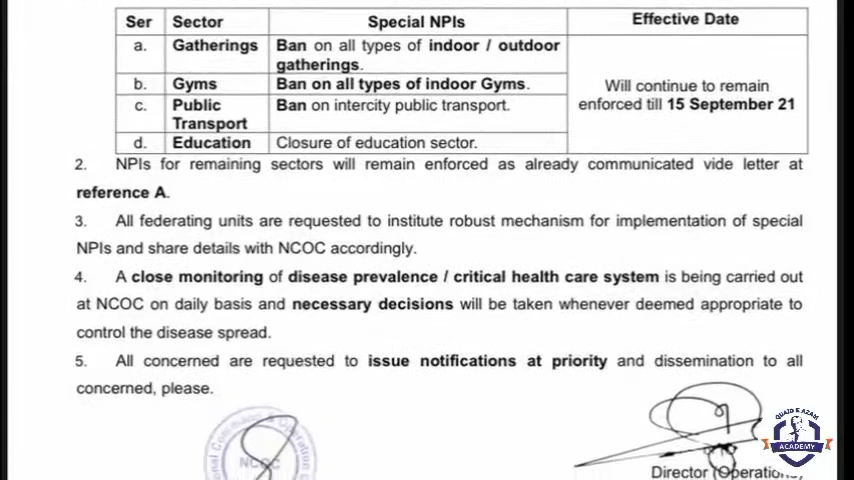 Ser Sector Special NPIs Effective Date
a. Gatherings Ban on all types of indoor / outdoor
gatherings.
b. Gyms Ban on all types of indoor Gyms.
c. Public Transport Ban on intercity public transport.
d. Education Closure of education sector.
Will continue to remain
enforced till 15 September 21
2. NPIs for remaining sectors will remain enforced as already communicated vide letter at
reference A.
3. All federating units are requested to institute robust mechanism for implementation of special
NPIs and share details with NCOC accordingly.
4. A close monitoring of disease prevalence / critical health care system is being carried out
at NCOC on daily basis and necessary decisions will be taken whenever deemed appropriate to
control the disease spread.
5. All concerned are requested to issue notifications at priority and dissemination to all
concerned, please.
NCOC
QUAID E AZAM
ACADEMY
Director (Operations)